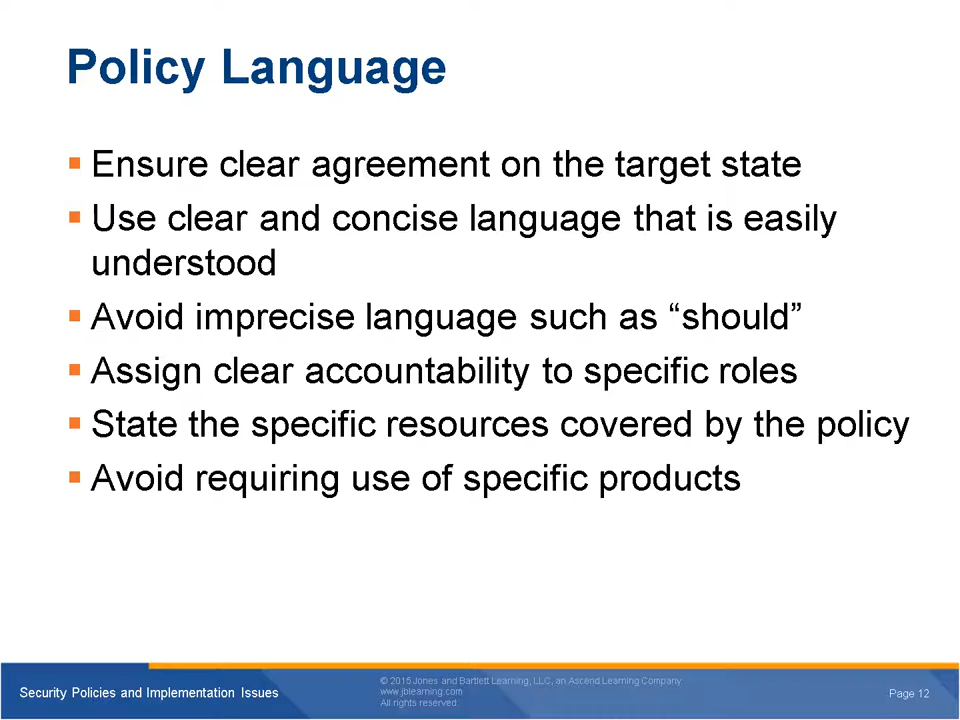 Policy Language
Ensure clear agreement on the target state
Use clear and concise language that is easily
understood
Avoid imprecise language such as “should”
Assign clear accountability to specific roles
State the specific resources covered by the policy
Avoid requiring use of specific products
Security Policies and Implementation Issues
© 2015 Jones and Bartlett Learning, LLC, an Ascend Learning Company
www.jblearning.com
All rights reserved.
Page 12